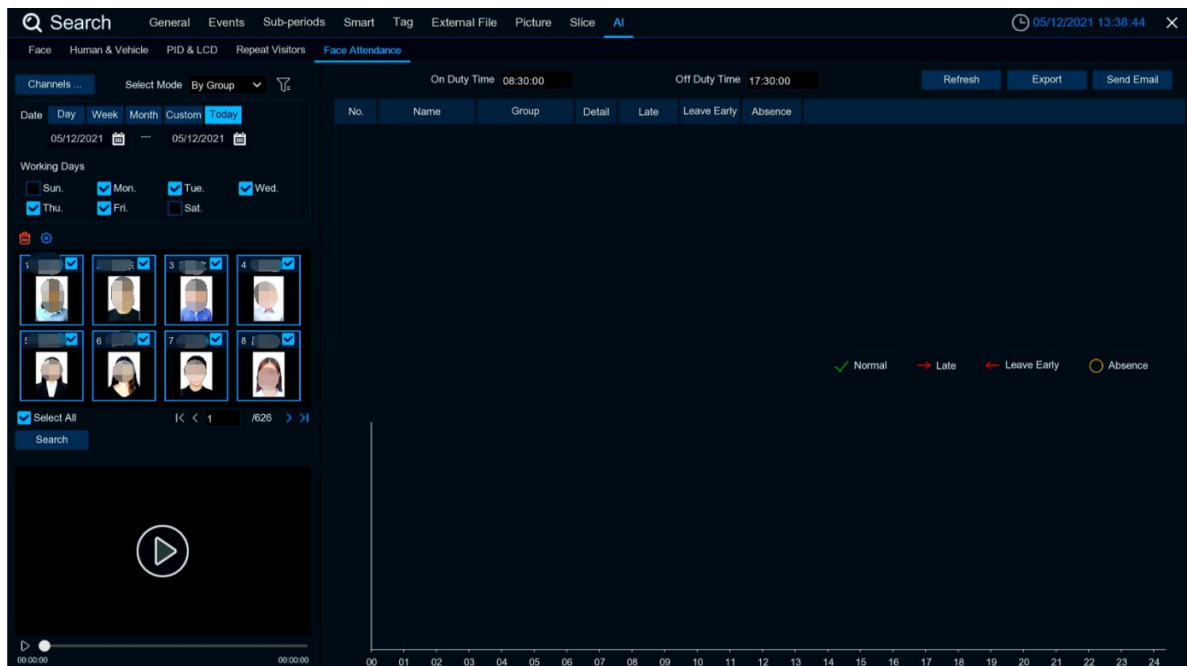 Search General Events Sub-periods Smart Tag External File Picture Slice AI 05/12/2021 13:38:44
Face Human & Vehicle PID & LCD Repeat Visitors Face Attendance
Channels ... Select Mode By Group
On Duty Time 08:30:00 Off Duty Time 17:30:00 Refresh Export Send Email
Date Day Week Month Custom Today
No. Name Group Detail Late Leave Early Absence
05/12/2021 --- 05/12/2021
Working Days
Sun. Mon. Tue. Wed.
Thu. Fri. Sat.
3 4
6 7 8
Normal Late Leave Early Absence
Select All 1 /626
Search
00:00:00 00:00:00
00 01 02 03 04 05 06 07 08 09 10 11 12 13 14 15 16 17 18 19 20 21 22 23 24